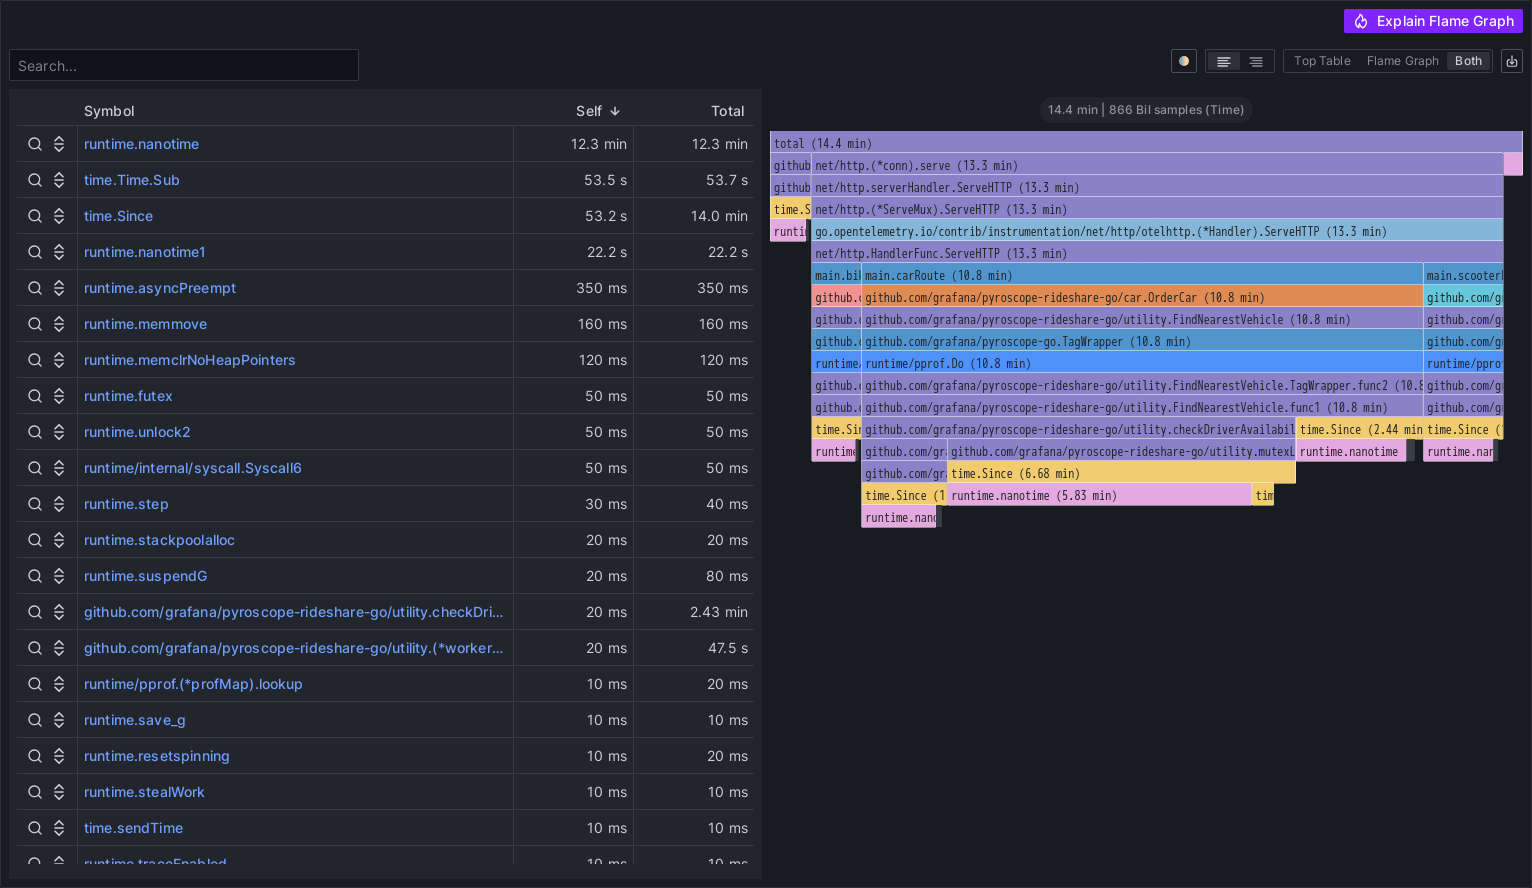 Explain Flame Graph
Search...
Top Table Flame Graph Both
Symbol Self Total
runtime.nanotime 12.3 min 12.3 min
time.Time.Sub 53.5 s 53.7 s
time.Since 53.2 s 14.0 min
runtime.nanotime1 22.2 s 22.2 s
runtime.asyncPreempt 350 ms 350 ms
runtime.memmove 160 ms 160 ms
runtime.memclrNoHeapPointers 120 ms 120 ms
runtime.futex 50 ms 50 ms
runtime.unlock2 50 ms 50 ms
runtime/internal/syscall.Syscall6 50 ms 50 ms
runtime.step 30 ms 40 ms
runtime.stackpoolalloc 20 ms 20 ms
runtime.suspendG 20 ms 80 ms
github.com/grafana/pyroscope-rideshare-go/utility.checkDri... 20 ms 2.43 min
github.com/grafana/pyroscope-rideshare-go/utility.(*worker... 20 ms 47.5 s
runtime/pprof.(*profMap).lookup 10 ms 20 ms
runtime.save_g 10 ms 10 ms
runtime.resetspinning 10 ms 20 ms
runtime.stealWork 10 ms 10 ms
time.sendTime 10 ms 10 ms
runtime.traceEnabled 10 ms 10 ms
14.4 min | 866 Bil samples (Time)
total (14.4 min)
github net/http.(*conn).serve (13.3 min)
github net/http.serverHandler.ServeHTTP (13.3 min)
time.S net/http.(*ServeMux).ServeHTTP (13.3 min)
runti go.opentelemetry.io/contrib/instrumentation/net/http/otelhttp.(*Handler).ServeHTTP (13.3 min)
net/http.HandlerFunc.ServeHTTP (13.3 min)
main.bi main.carRoute (10.8 min) main.scooter
github. github.com/grafana/pyroscope-rideshare-go/car.OrderCar (10.8 min) github.com/g
github. github.com/grafana/pyroscope-rideshare-go/utility.FindNearestVehicle (10.8 min) github.com/g
github. github.com/grafana/pyroscope-go.TagWrapper (10.8 min) github.com/g
runtime/ runtime/pprof.Do (10.8 min) runtime/ppro
github. github.com/grafana/pyroscope-rideshare-go/utility.FindNearestVehicle.TagWrapper.func2 (10.8 github.com/g
github. github.com/grafana/pyroscope-rideshare-go/utility.FindNearestVehicle.func1 (10.8 min) github.com/g
time.Sin github.com/grafana/pyroscope-rideshare-go/utility.checkDriverAvailabil time.Since (2.44 min time.Since (
runtime github.com/gr github.com/grafana/pyroscope-rideshare-go/utility.mutexL runtime.nanotime runtime.nan
github.com/gr time.Since (6.68 min)
time.Since (1 runtime.nanotime (5.83 min) tim
runtime.nano